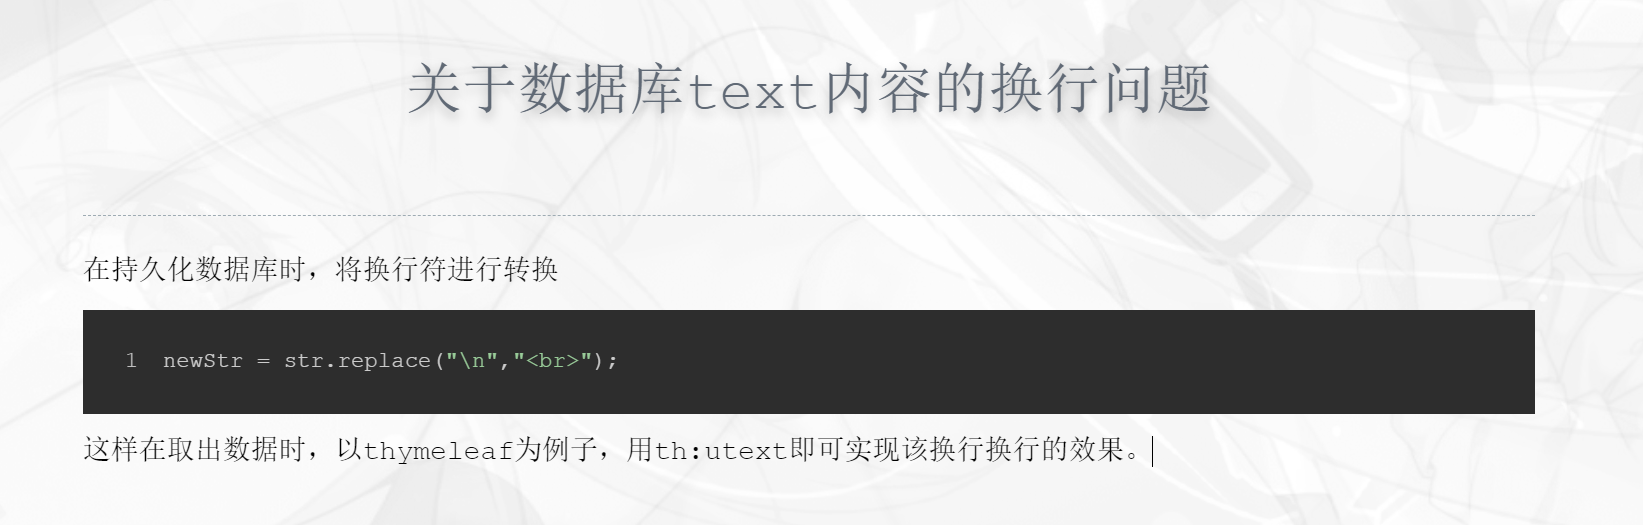 关于数据库text内容的换行问题
在持久化数据库时，将换行符进行转换
1 newStr = str.replace("\n","<br>");
这样在取出数据时，以thymeleaf为例子，用th:utext即可实现该换行换行的效果。